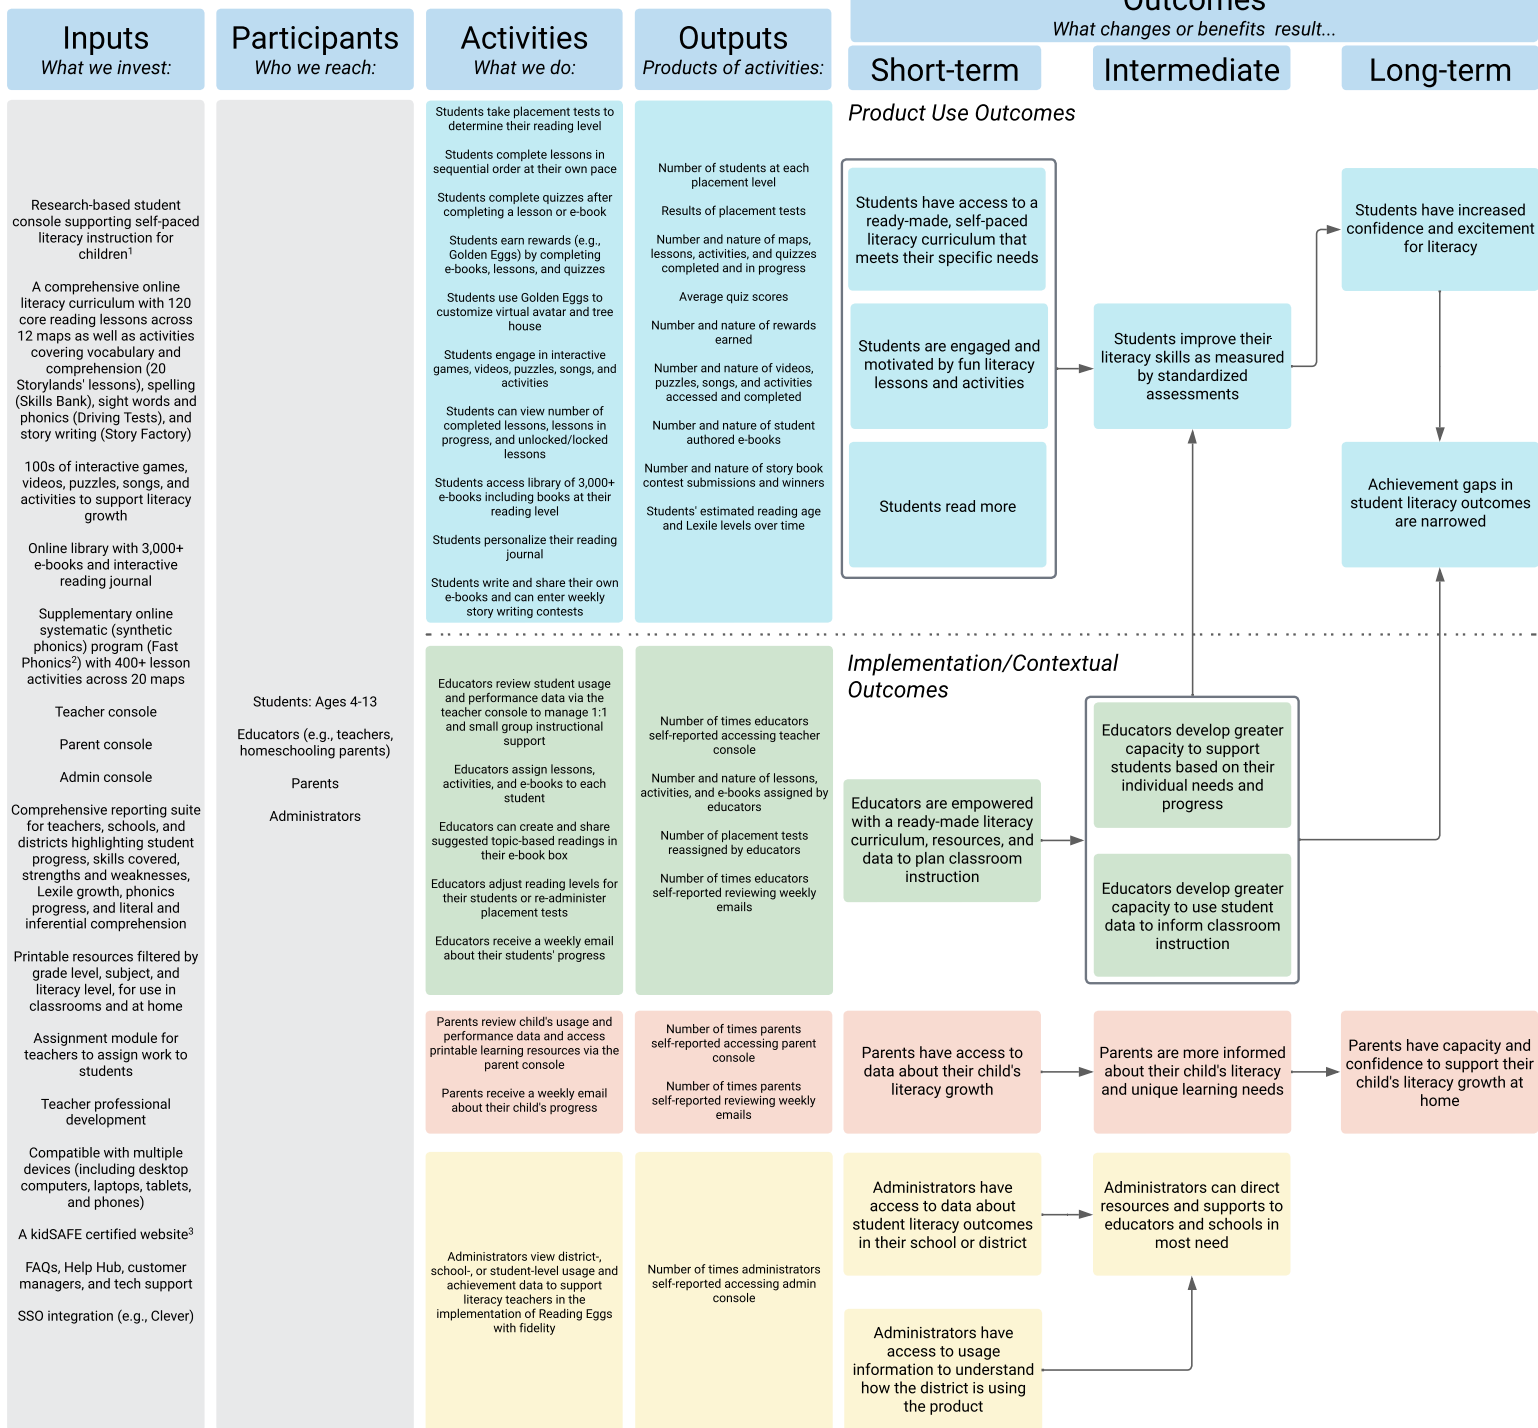 Outcomes
What changes or benefits  result...
Inputs
What we invest:
Participants
Who we reach:
Activities
What we do:
Outputs
Products of activities:
Short-term
Intermediate
Long-term
Research-based student
console supporting self-paced
literacy instruction for
children1
A comprehensive online
literacy curriculum with 120
core reading lessons across
12 maps as well as activities
covering vocabulary and
comprehension (20
Storylands' lessons), spelling
(Skills Bank), sight words and
phonics (Driving Tests), and
story writing (Story Factory)
100s of interactive games,
videos, puzzles, songs, and
activities to support literacy
growth
Online library with 3,000+
e-books and interactive
reading journal
Supplementary online
systematic (synthetic
phonics) program (Fast
Phonics2) with 400+ lesson
activities across 20 maps
Teacher console
Parent console
Admin console
Comprehensive reporting suite
for teachers, schools, and
districts highlighting student
progress, skills covered,
strengths and weaknesses,
Lexile growth, phonics
progress, and literal and
inferential comprehension
Printable resources filtered by
grade level, subject, and
literacy level, for use in
classrooms and at home
Assignment module for
teachers to assign work to
students
Teacher professional
development
Compatible with multiple
devices (including desktop
computers, laptops, tablets,
and phones)
A kidSAFE certified website3
FAQs, Help Hub, customer
managers, and tech support
SSO integration (e.g., Clever)
Students: Ages 4-13
Educators (e.g., teachers,
homeschooling parents)
Parents
Administrators
Students take placement tests to
determine their reading level
Students complete lessons in
sequential order at their own pace
Students complete quizzes after
completing a lesson or e-book
Students earn rewards (e.g.,
Golden Eggs) by completing
e-books, lessons, and quizzes
Students use Golden Eggs to
customize virtual avatar and tree
house
Students engage in interactive
games, videos, puzzles, songs, and
activities
Students can view number of
completed lessons, lessons in
progress, and unlocked/locked
lessons
Students access library of 3,000+
e-books including books at their
reading level
Students personalize their reading
journal
Students write and share their own
e-books and can enter weekly
story writing contests
Number of students at each
placement level
Results of placement tests
Number and nature of maps,
lessons, activities, and quizzes
completed and in progress
Average quiz scores
Number and nature of rewards
earned
Number and nature of videos,
puzzles, songs, and activities
accessed and completed
Number and nature of student
authored e-books
Number and nature of story book
contest submissions and winners
Students' estimated reading age
and Lexile levels over time
Product Use Outcomes
Students have access to a
ready-made, self-paced
literacy curriculum that
meets their specific needs
Students are engaged and
motivated by fun literacy
lessons and activities
Students read more
Students improve their
literacy skills as measured
by standardized
assessments
Students have increased
confidence and excitement
for literacy
Achievement gaps in
student literacy outcomes
are narrowed
Educators review student usage
and performance data via the
teacher console to manage 1:1
and small group instructional
support
Educators assign lessons,
activities, and e-books to each
student
Educators can create and share
suggested topic-based readings in
their e-book box
Educators adjust reading levels for
their students or re-administer
placement tests
Educators receive a weekly email
about their students' progress
Number of times educators
self-reported accessing teacher
console
Number and nature of lessons,
activities, and e-books assigned by
educators
Number of placement tests
reassigned by educators
Number of times educators
self-reported reviewing weekly
emails
Implementation/Contextual
Outcomes
Educators are empowered
with a ready-made literacy
curriculum, resources, and
data to plan classroom
instruction
Educators develop greater
capacity to support
students based on their
individual needs and
progress
Educators develop greater
capacity to use student
data to inform classroom
instruction
Parents review child's usage and
performance data and access
printable learning resources via the
parent console
Parents receive a weekly email
about their child's progress
Number of times parents
self-reported accessing parent
console
Number of times parents
self-reported reviewing weekly
emails
Parents have access to
data about their child's
literacy growth
Parents are more informed
about their child's literacy
and unique learning needs
Parents have capacity and
confidence to support their
child's literacy growth at
home
Administrators view district-,
school-, or student-level usage and
achievement data to support
literacy teachers in the
implementation of Reading Eggs
with fidelity
Number of times administrators
self-reported accessing admin
console
Administrators have
access to data about
student literacy outcomes
in their school or district
Administrators can direct
resources and supports to
educators and schools in
most need
Administrators have
access to usage
information to understand
how the district is using
the product